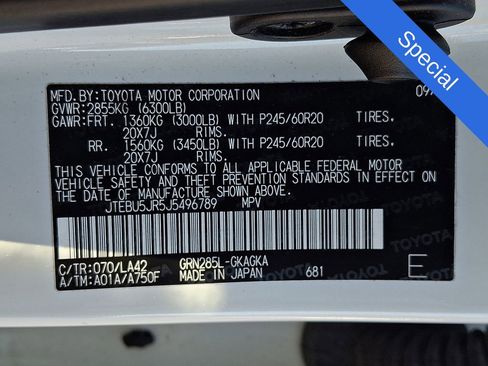 Special
MFD.BY:TOYOTA MOTOR CORPORATION 09/
GVWR:2855KG (6300LB)
GAWR:FRT. 1360KG (3000LB) WITH P245/60R20 TIRES.
20X7J RIMS.
RR. 1560KG (3450LB) WITH P245/60R20 TIRES.
20X7J RIMS.
THIS VEHICLE CONFORMS TO ALL APPLICABLE FEDERAL MOTOR
VEHICLE SAFETY AND THEFT PREVENTION STANDARDS IN EFFECT ON
THE DATE OF MANUFACTURE SHOWN ABOVE.
JTEBU5JR5J5496789 MPV
C/TR:070/LA42 GRN285L-GKAGKA
A/TM:A01A/A750F MADE IN JAPAN 681 E